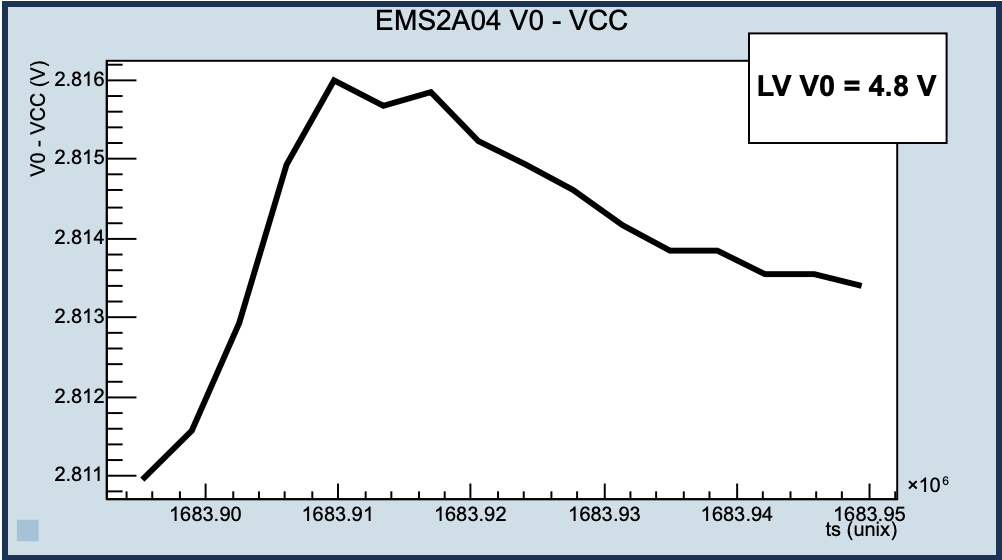 EMS2A04 V0 - VCC
LV V0 = 4.8 V
V0 - VCC (V)
2.816
2.815
2.814
2.813
2.812
2.811
×10⁶
1683.90 1683.91 1683.92 1683.93 1683.94 1683.95
ts (unix)